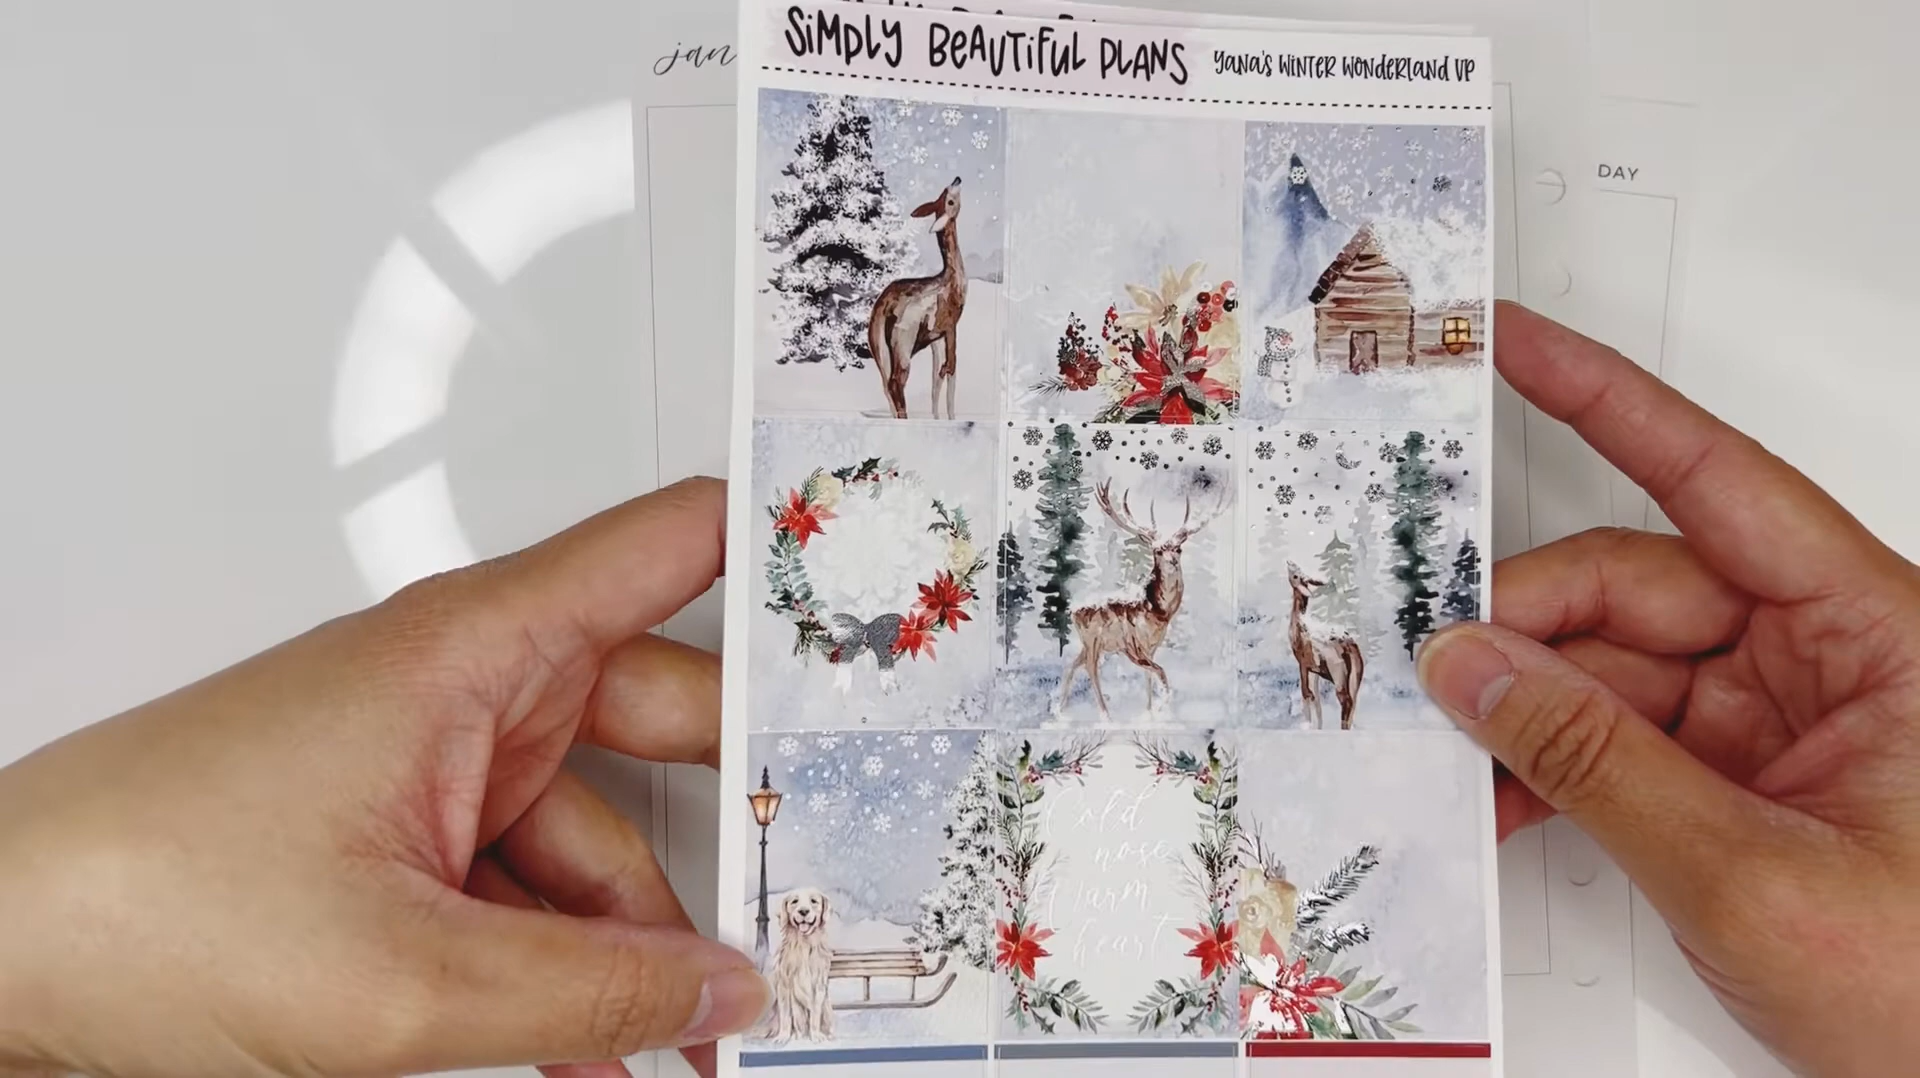 SiMPLY BEAUTiFUL PLANS
YANA'S WiNTER WONDERLAND VP
jan
DAY
Cold
nose
Warm
heart